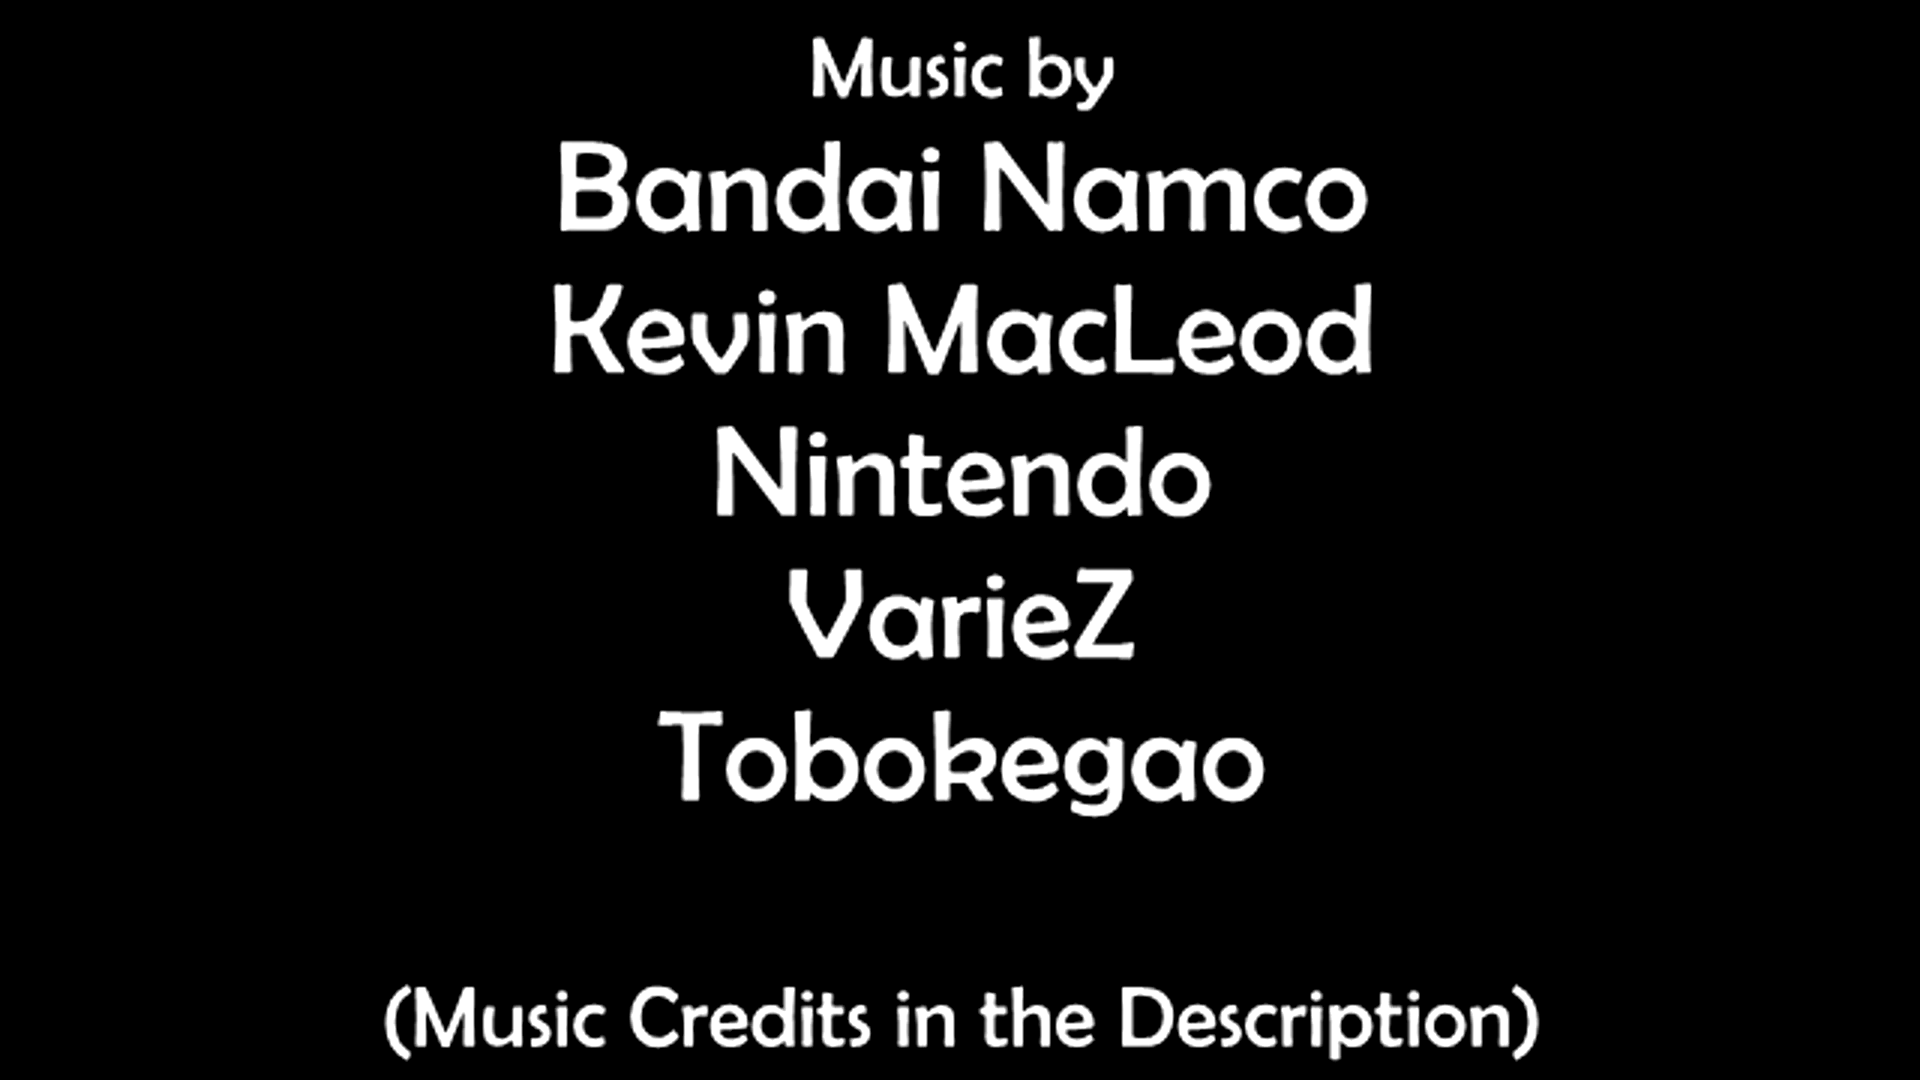 Music by
Bandai Namco
Kevin MacLeod
Nintendo
VarieZ
Tobokegao
(Music Credits in the Description)